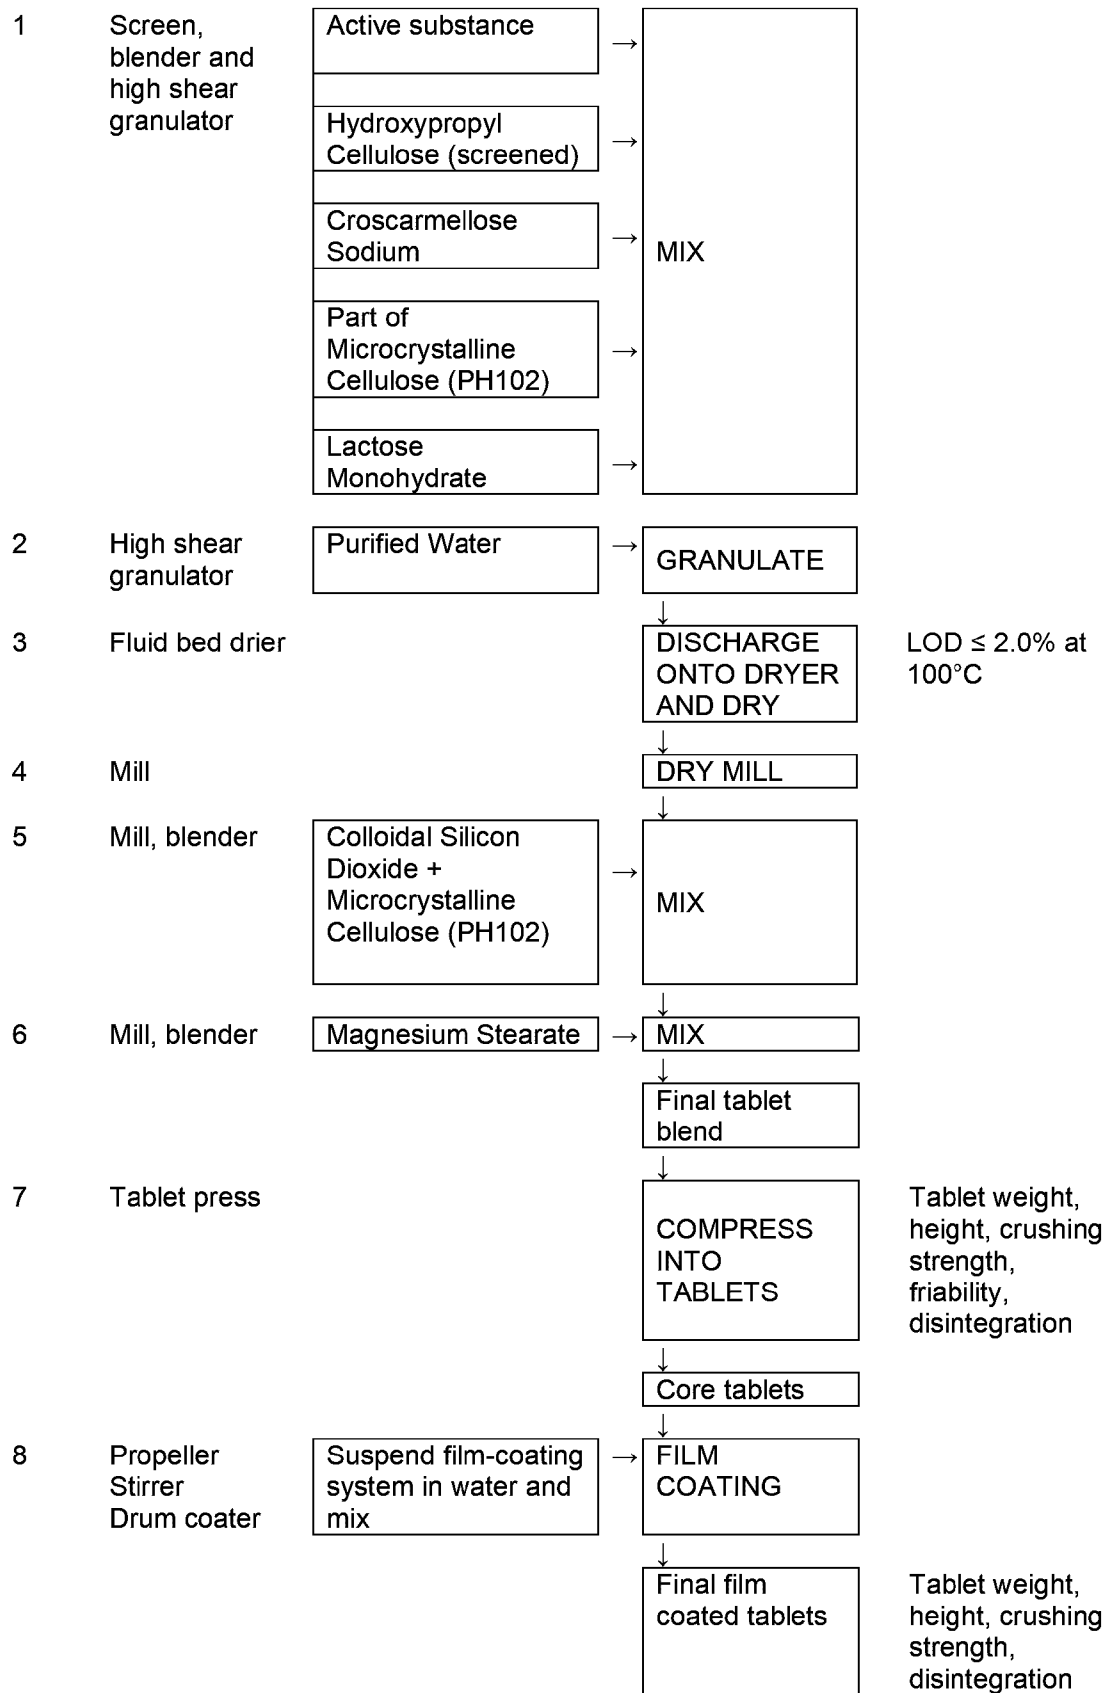 1
Screen,
blender and
high shear
granulator
Active substance
→
Hydroxypropyl
Cellulose (screened)
→
Croscarmellose
Sodium
→
Part of
Microcrystalline
Cellulose (PH102)
→
Lactose
Monohydrate
→
MIX
2
High shear
granulator
Purified Water
→
GRANULATE
↓
3
Fluid bed drier
DISCHARGE
ONTO DRYER
AND DRY
LOD ≤ 2.0% at
100°C
↓
4
Mill
DRY MILL
↓
5
Mill, blender
Colloidal Silicon
Dioxide +
Microcrystalline
Cellulose (PH102)
→
MIX
↓
6
Mill, blender
Magnesium Stearate
→
MIX
↓
Final tablet
blend
↓
7
Tablet press
COMPRESS
INTO
TABLETS
Tablet weight,
height, crushing
strength,
friability,
disintegration
↓
Core tablets
↓
8
Propeller
Stirrer
Drum coater
Suspend film-coating
system in water and
mix
→
FILM
COATING
↓
Final film
coated tablets
Tablet weight,
height, crushing
strength,
disintegration